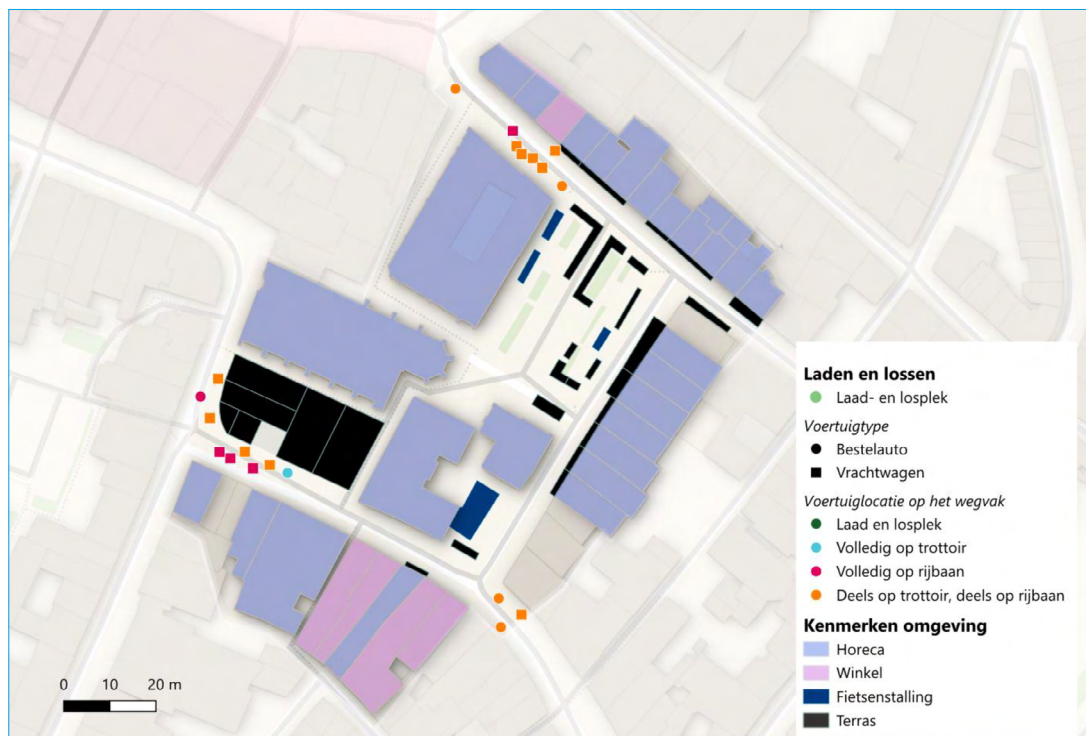 Laden en lossen
Laad- en losplek
Voertuigtype
Bestelauto
Vrachtwagen
Voertuiglocatie op het wegvak
Laad en losplek
Volledig op trottoir
Volledig op rijbaan
Deels op trottoir, deels op rijbaan
Kenmerken omgeving
Horeca
Winkel
Fietsenstalling
Terras
0 10 20 m